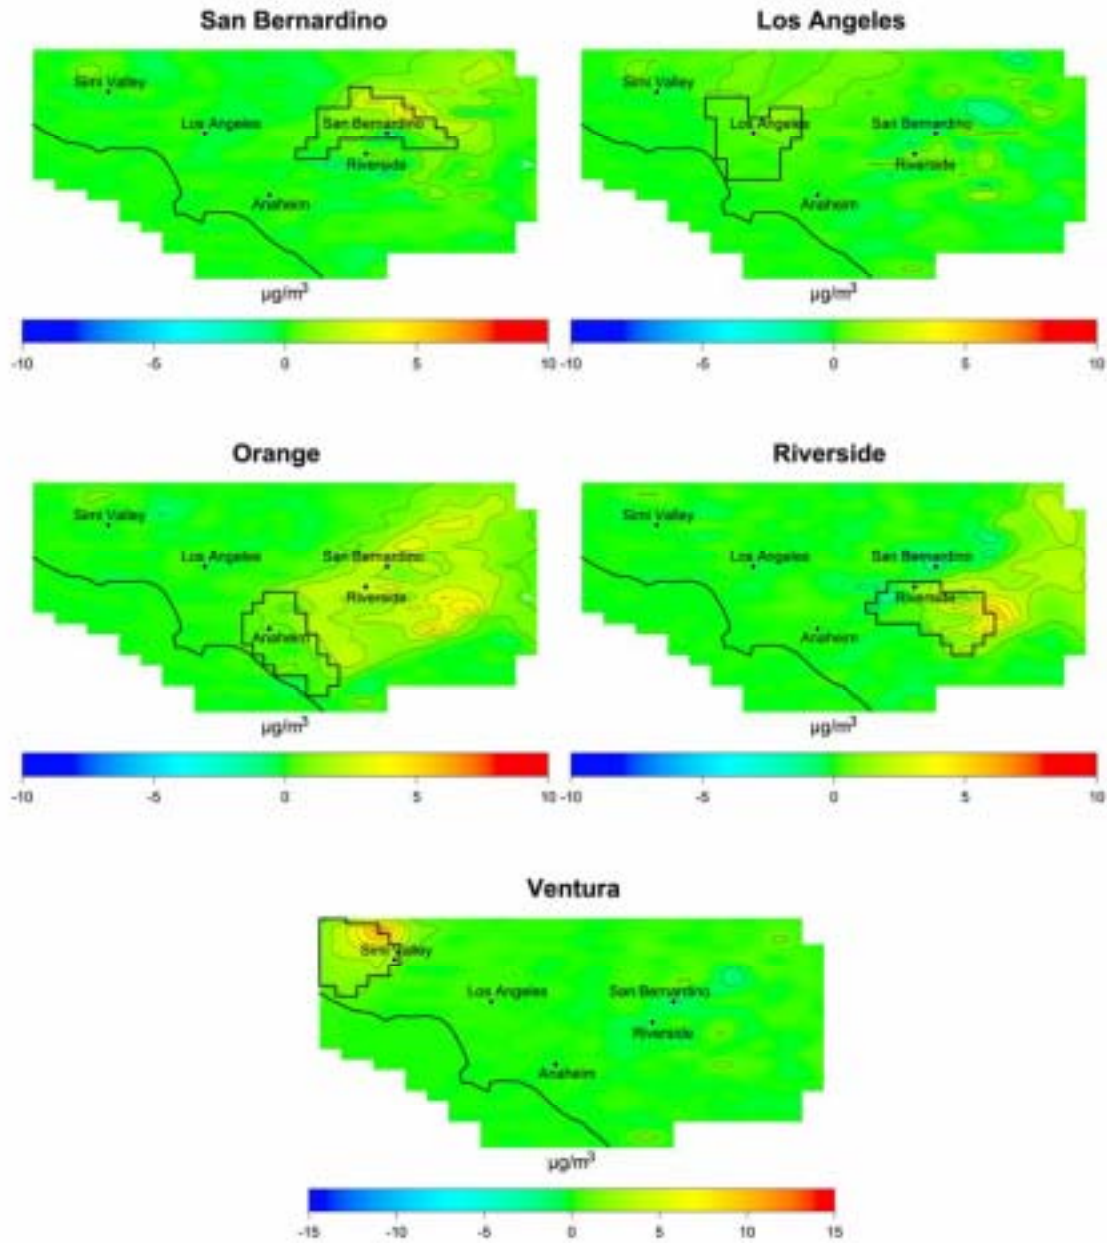 San Bernardino
Los Angeles
Simi Valley
Los Angeles
San Bernardino
Riverside
Anaheim
Simi Valley
Los Angeles
San Bernardino
Riverside
Anaheim
µg/m³
µg/m³
-10 -5 0 5 10
-10 -5 0 5 10
Orange
Riverside
Simi Valley
Los Angeles
San Bernardino
Riverside
Anaheim
Simi Valley
Los Angeles
San Bernardino
Riverside
Anaheim
µg/m³
µg/m³
-10 -5 0 5 10
-10 -5 0 5 10
Ventura
Simi Valley
Los Angeles
San Bernardino
Riverside
Anaheim
µg/m³
-15 -10 -5 0 5 10 15